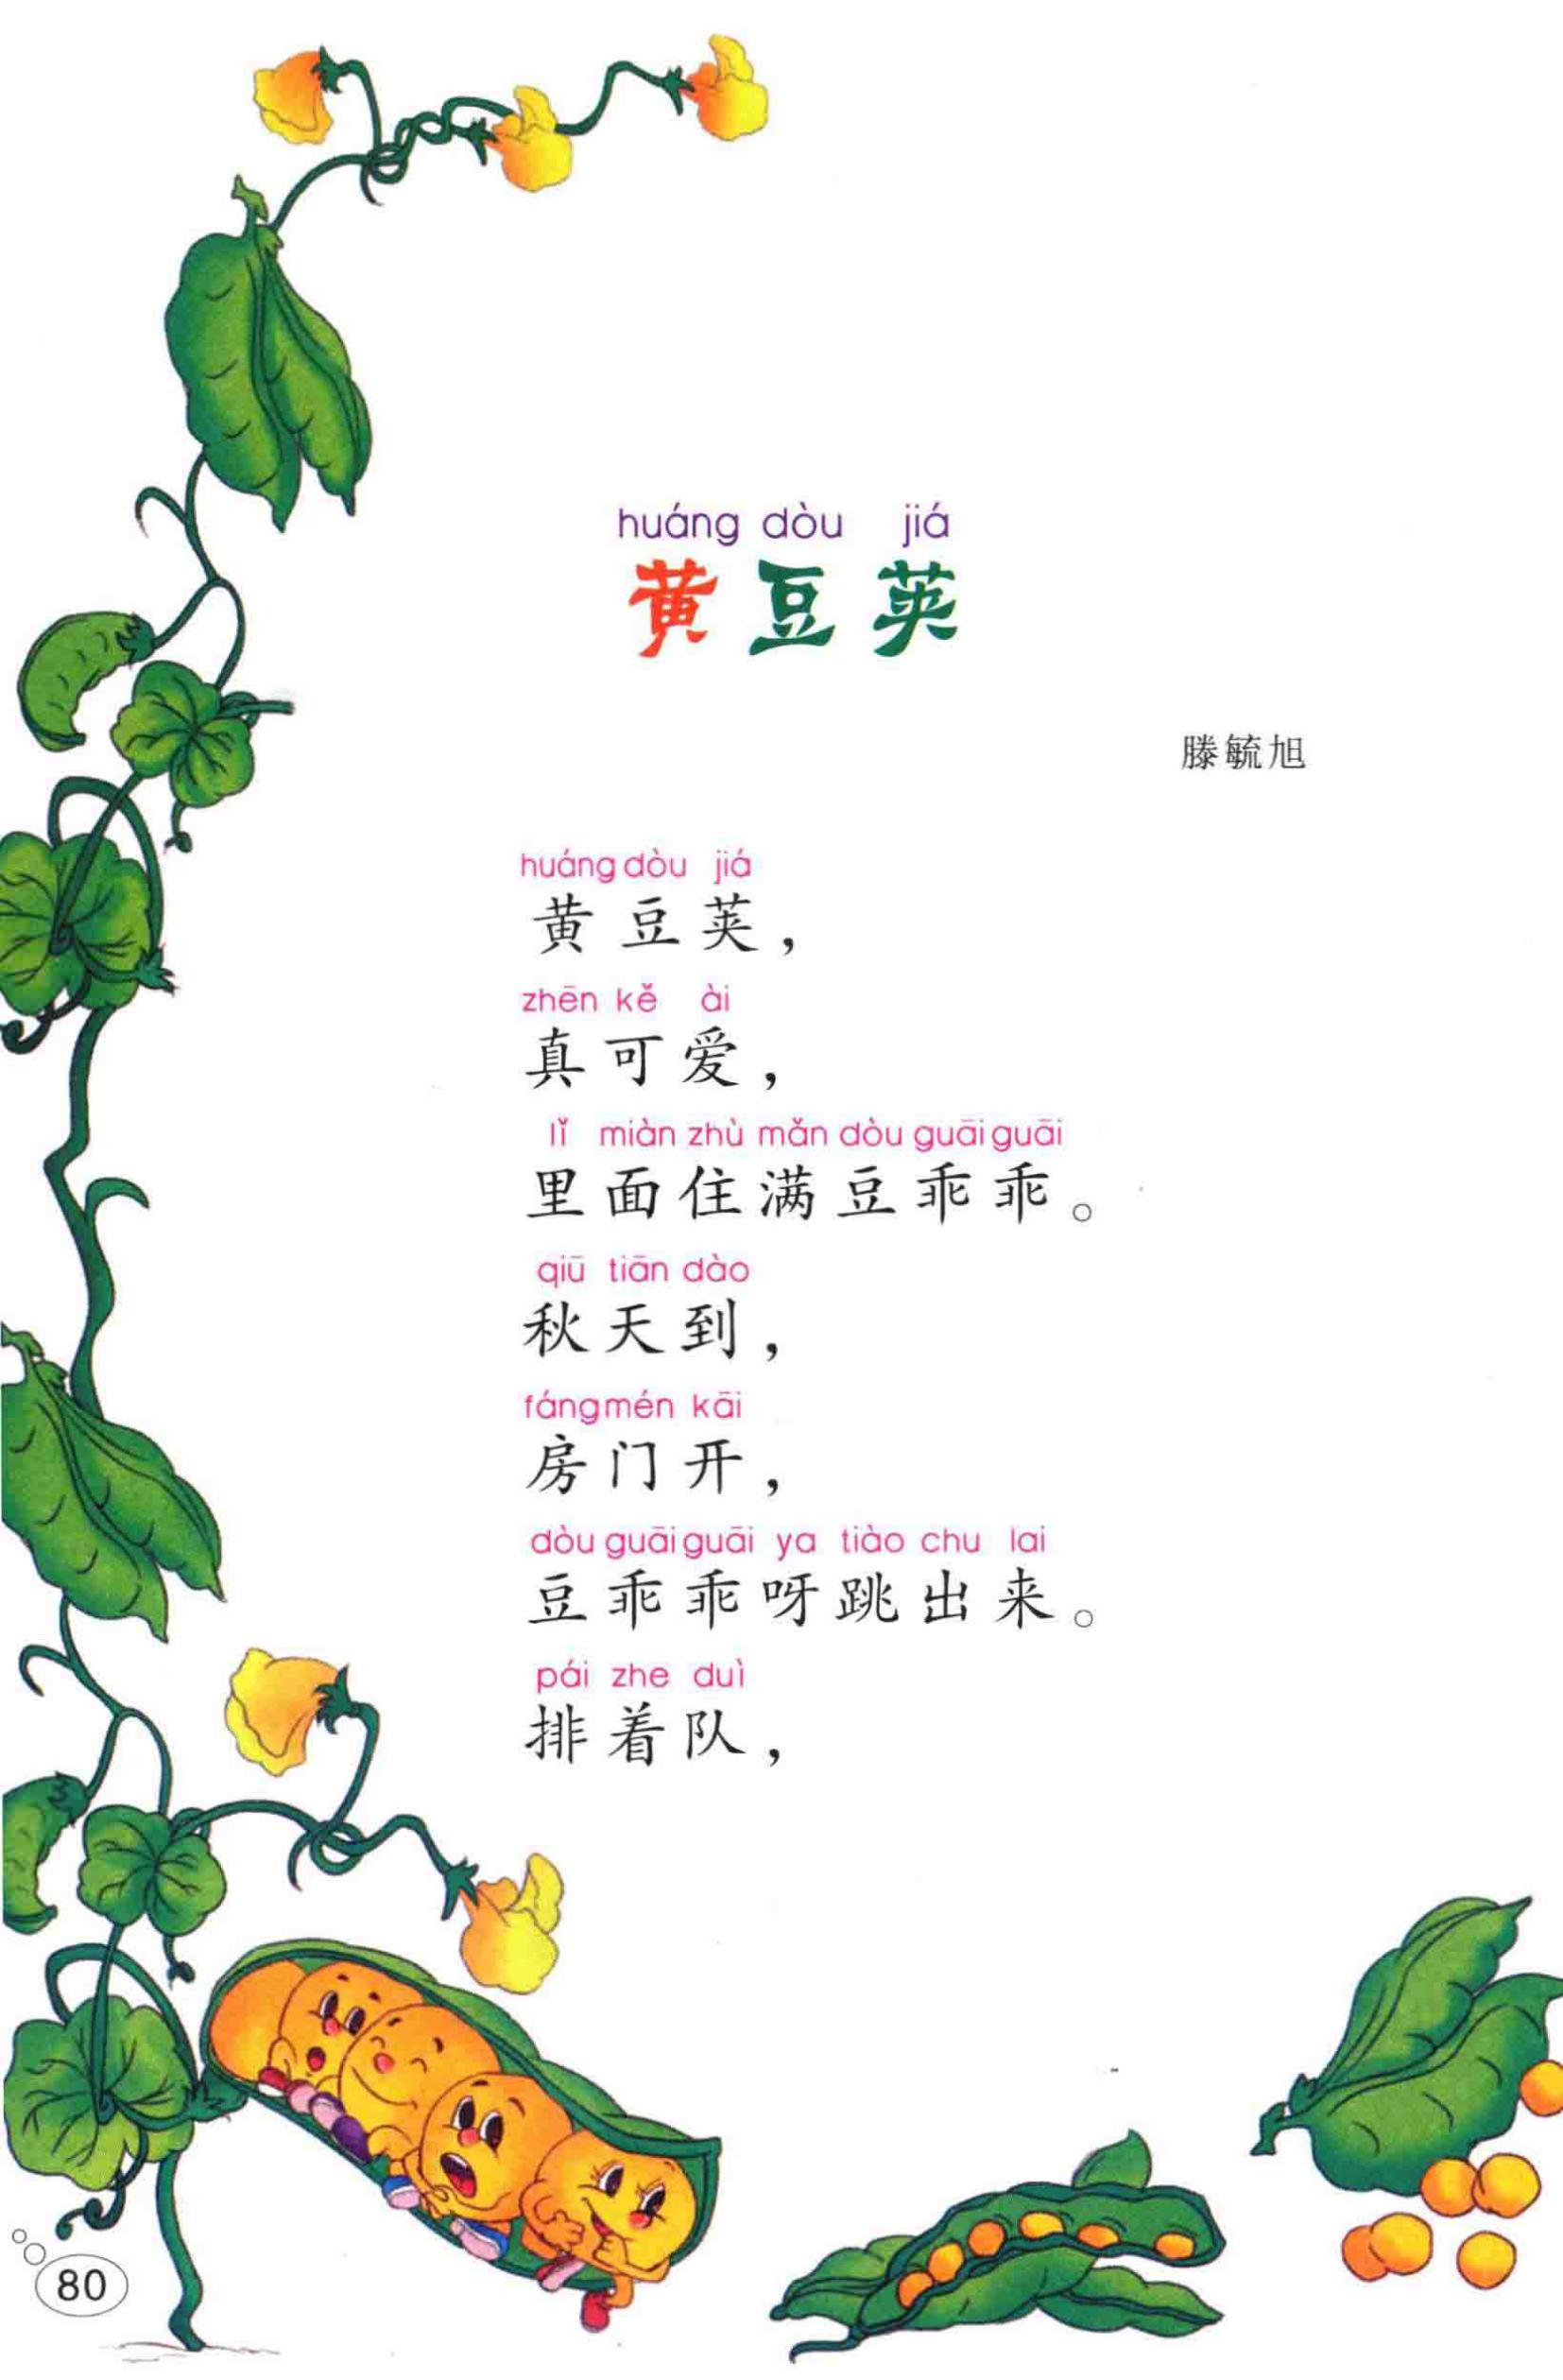 huáng dòu jiá
黄豆荚
滕毓旭
huáng dòu jiá
黄豆荚，
zhēn kě ài
真可爱，
lǐ miàn zhù mǎn dòu guāi guāi
里面住满豆乖乖。
qiū tiān dào
秋天到，
fáng mén kāi
房门开，
dòu guāi guāi ya tiào chu lai
豆乖乖呀跳出来。
pái zhe duì
排着队，
80